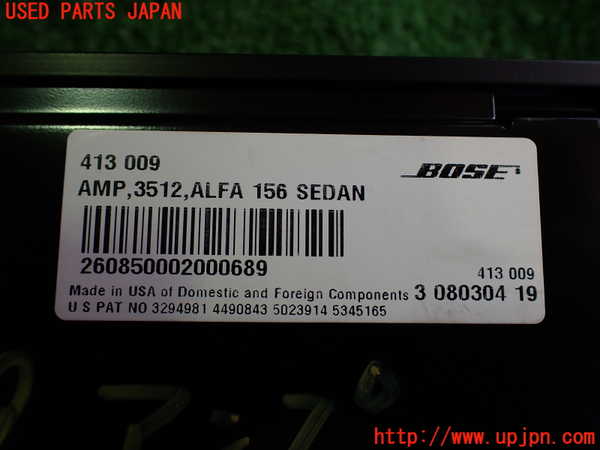 USED PARTS JAPAN
413 009
BOSE
AMP,3512,ALFA 156 SEDAN
260850002000689
413 009
Made in USA of Domestic and Foreign Components 3 080304 19
U S PAT NO 3294981 4490843 5023914 5345165
http://www.upjpn.com/